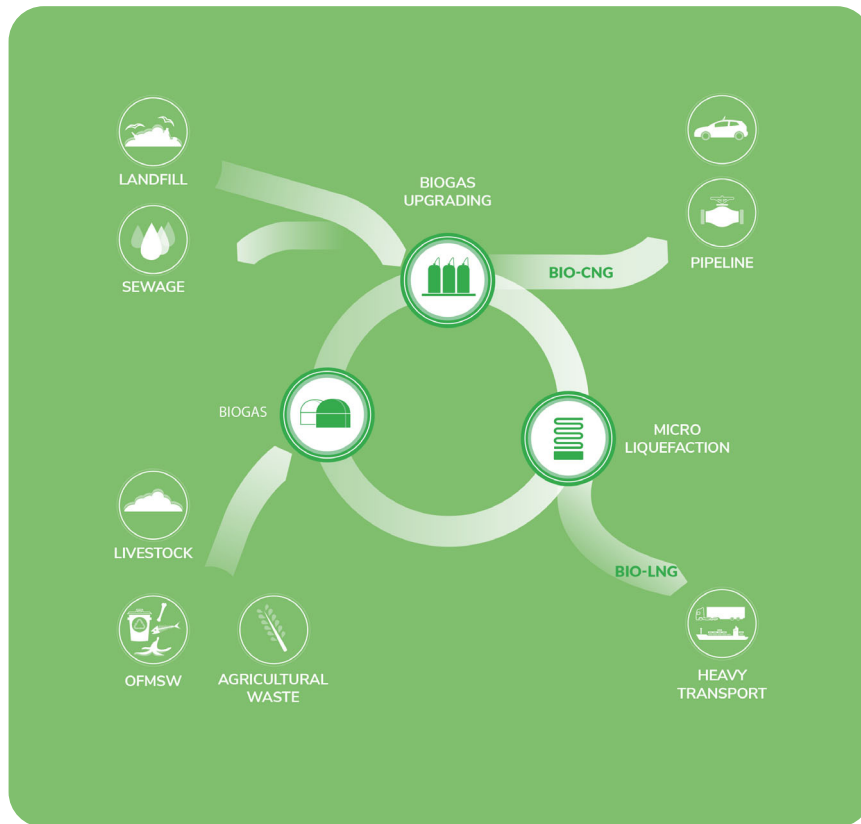 LANDFILL
SEWAGE
BIOGAS
UPGRADING
BIO-CNG
PIPELINE
BIOGAS
MICRO
LIQUEFACTION
LIVESTOCK
OFMSW
AGRICULTURAL
WASTE
BIO-LNG
HEAVY
TRANSPORT